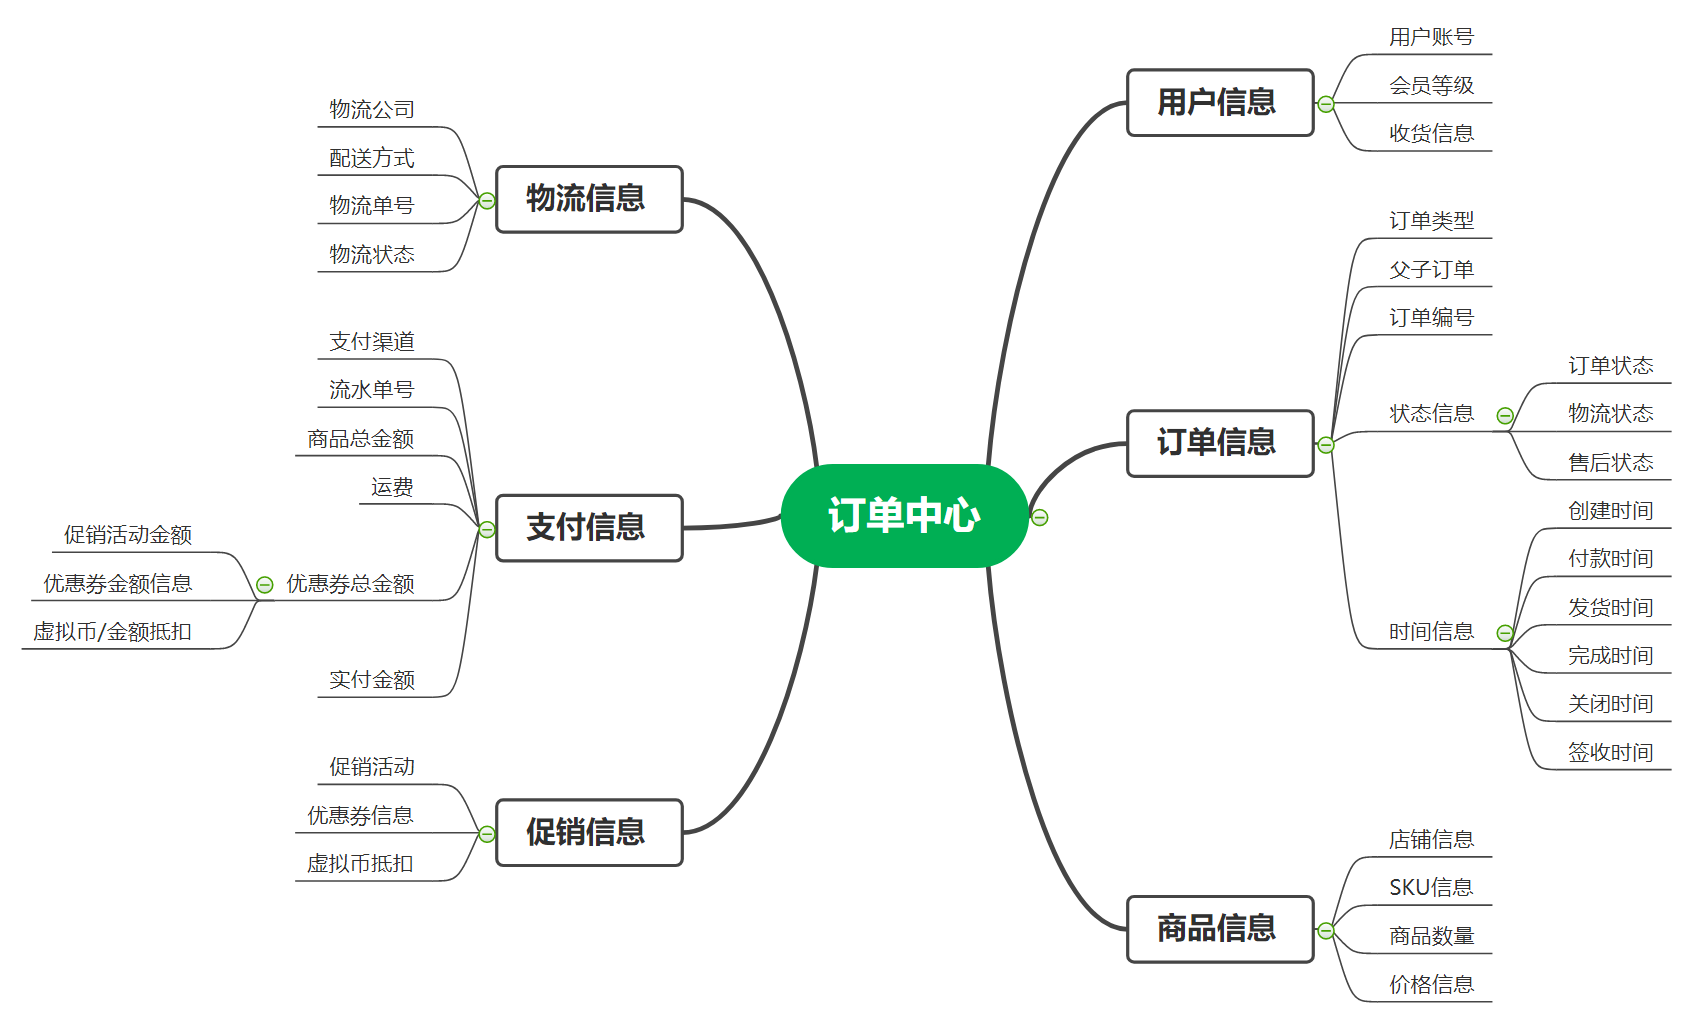 订单中心
用户信息
用户账号
会员等级
收货信息
订单信息
订单类型
父子订单
订单编号
状态信息
订单状态
物流状态
售后状态
时间信息
创建时间
付款时间
发货时间
完成时间
关闭时间
签收时间
商品信息
店铺信息
SKU信息
商品数量
价格信息
物流信息
物流公司
配送方式
物流单号
物流状态
支付信息
支付渠道
流水单号
商品总金额
运费
优惠券总金额
促销活动金额
优惠券金额信息
虚拟币/金额抵扣
实付金额
促销信息
促销活动
优惠券信息
虚拟币抵扣